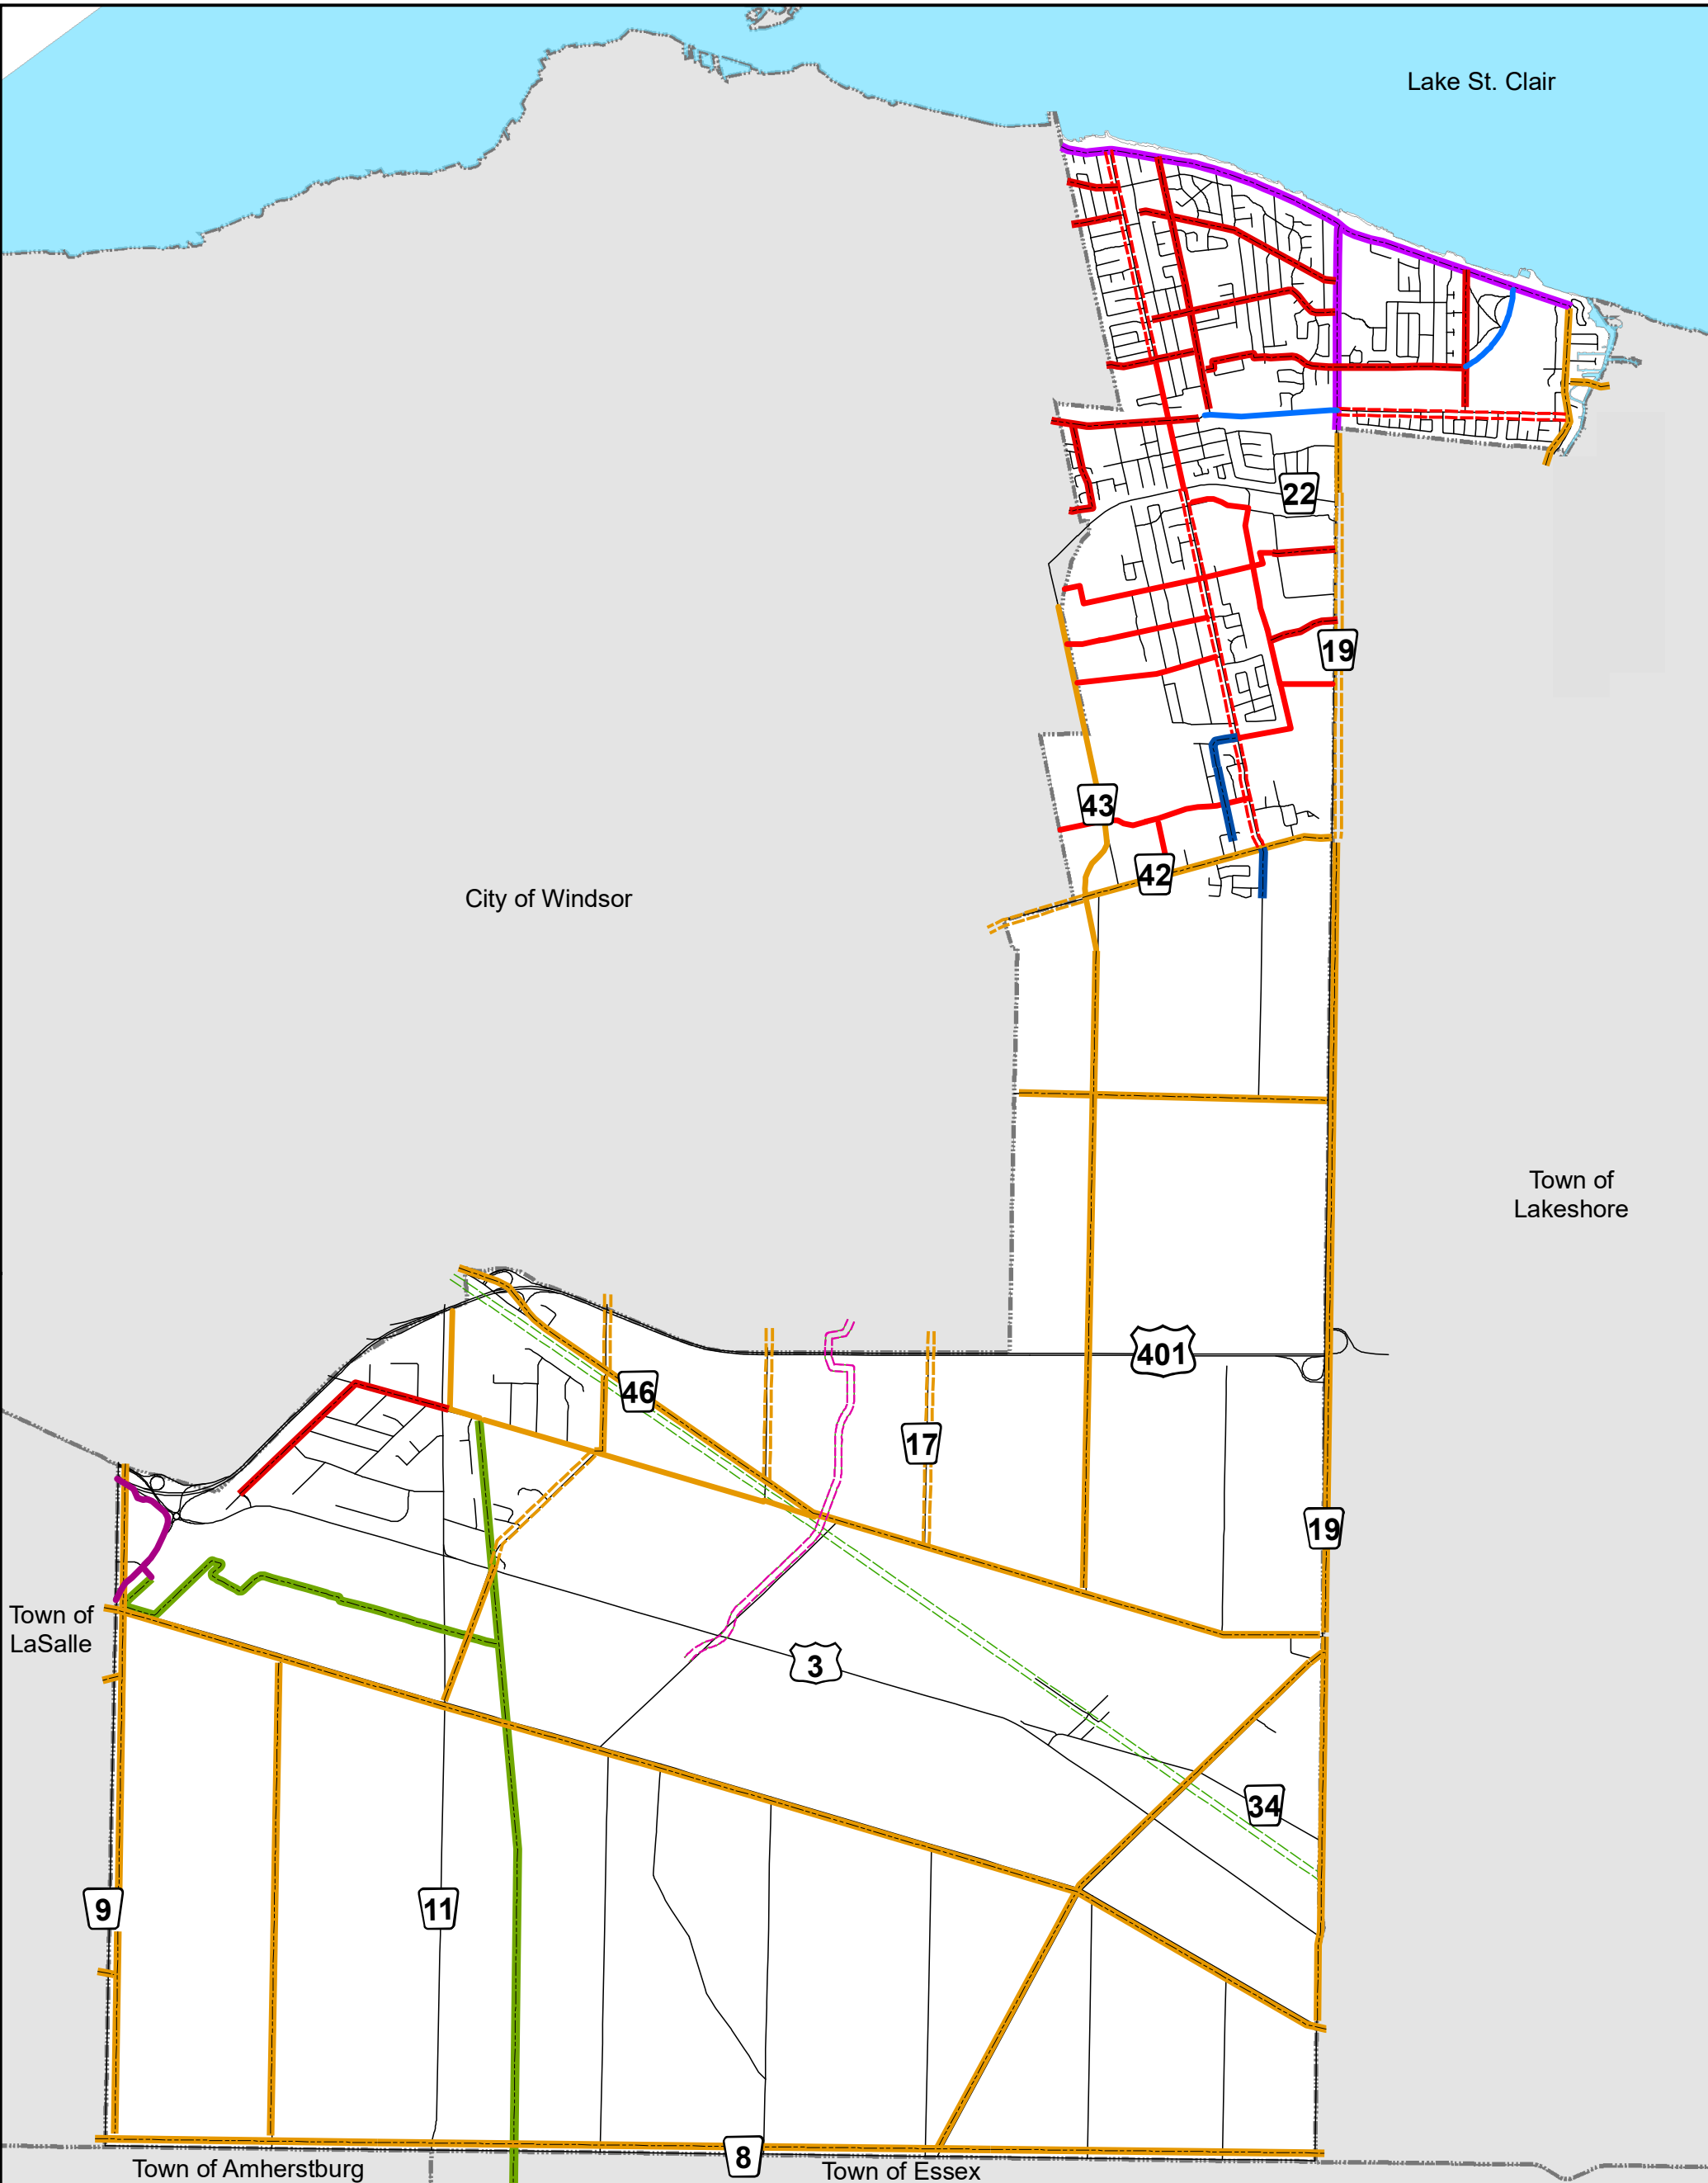 Lake St. Clair
22
19
43
42
City of Windsor
Town of
Lakeshore
401
46
17
19
Town of
LaSalle
3
34
9
11
8
Town of Amherstburg
Town of Essex